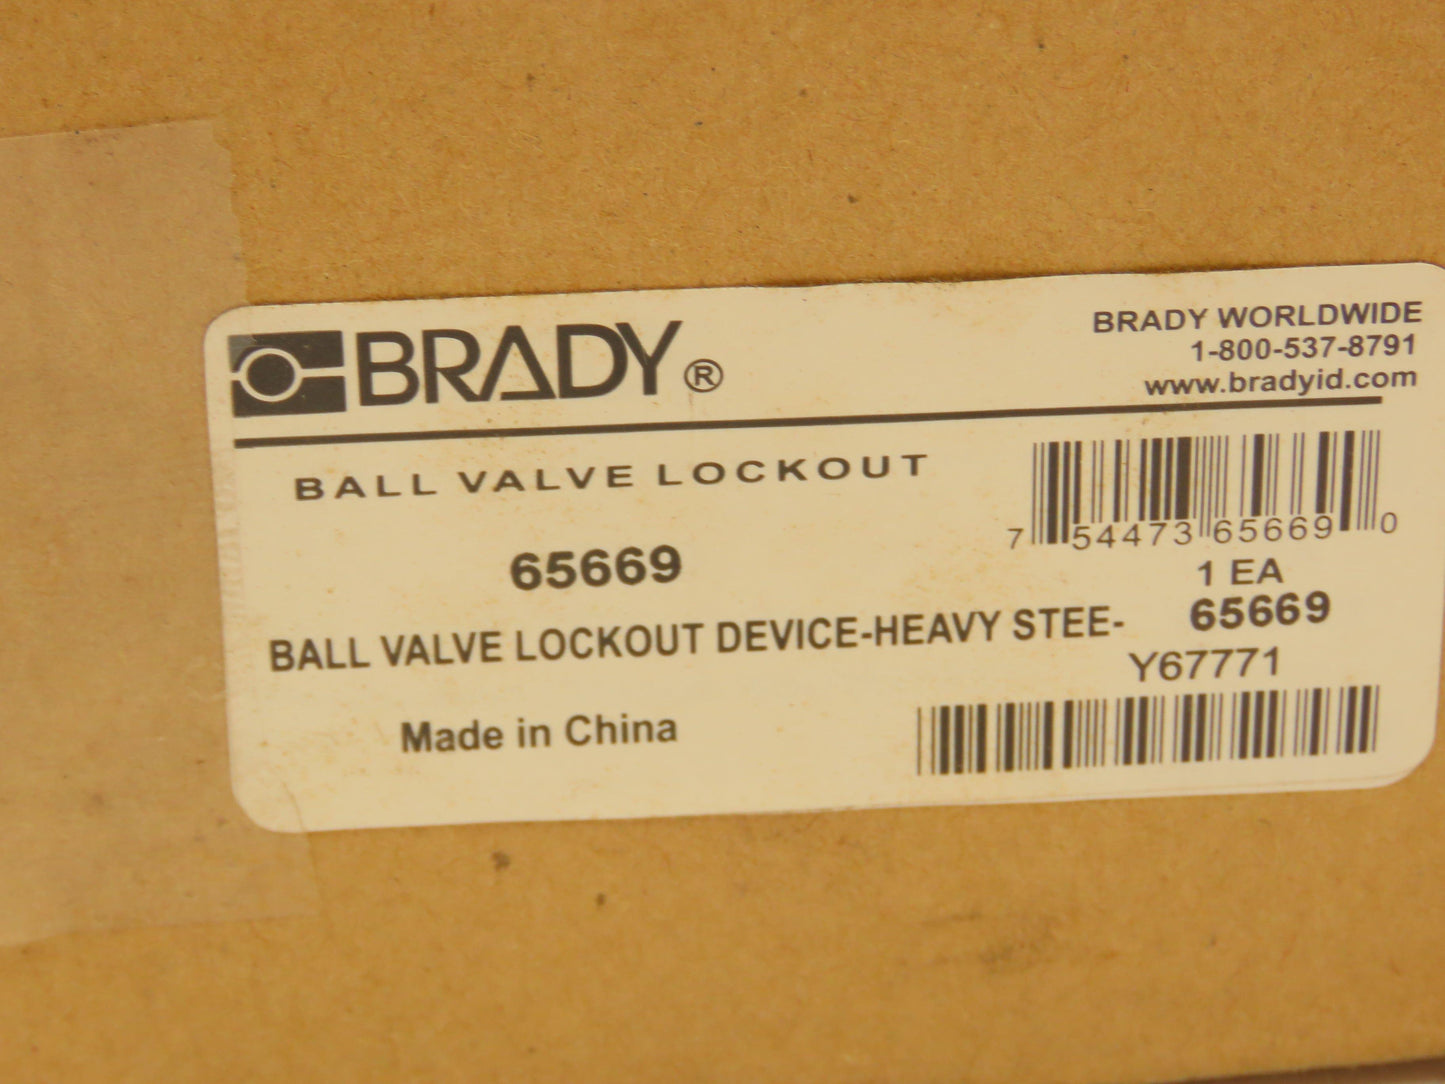 BRADY®
BRADY WORLDWIDE
1-800-537-8791
www.bradyid.com
BALL VALVE LOCKOUT
7 54473 65669 0
65669
1 EA
BALL VALVE LOCKOUT DEVICE-HEAVY STEE-
65669
Y67771
Made in China